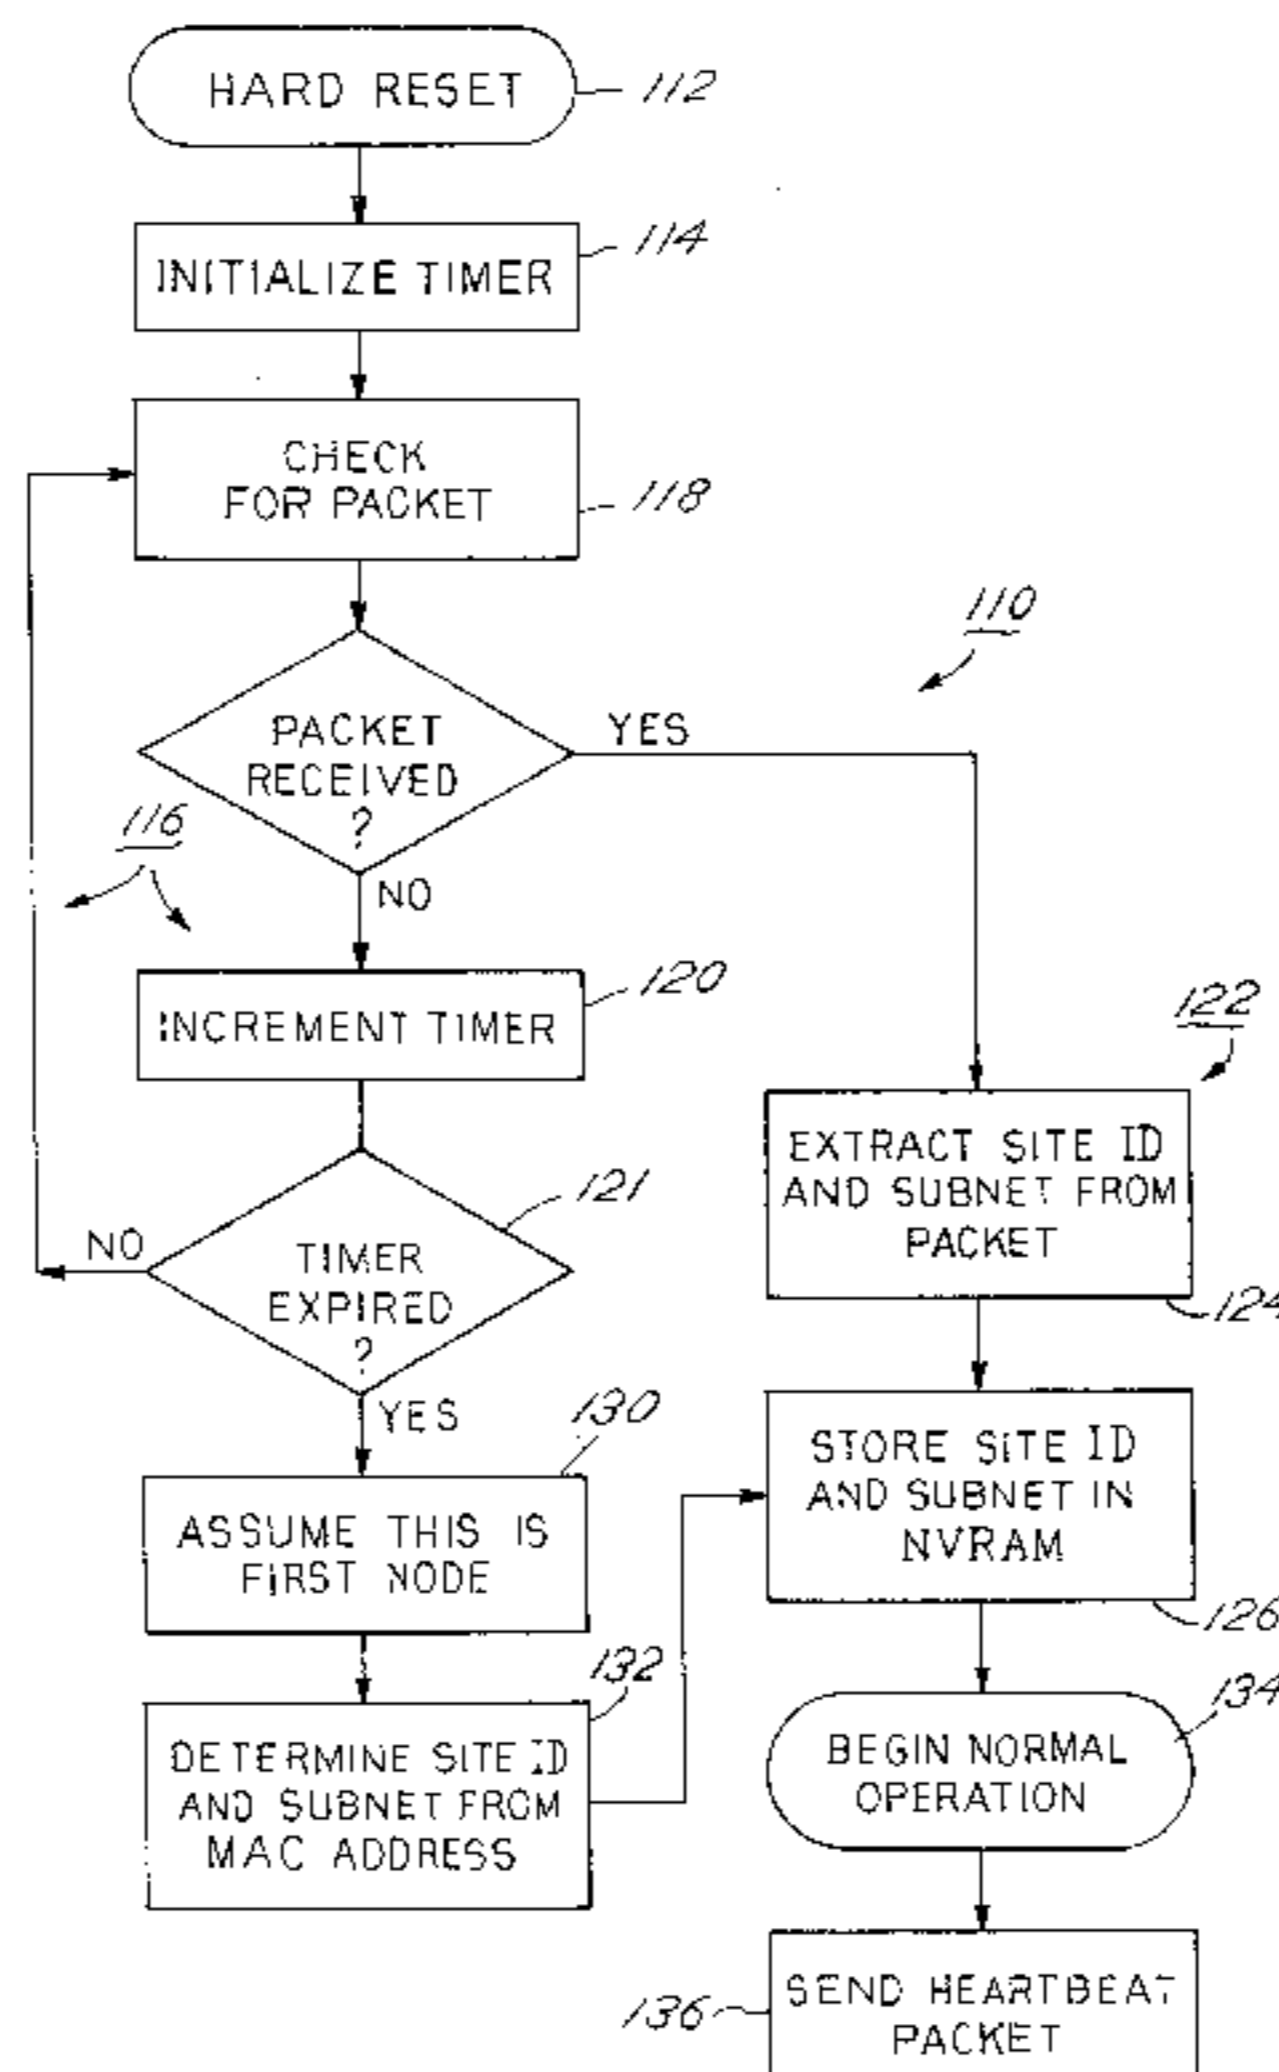 HARD RESET
112
INITIALIZE TIMER
114
CHECK
FOR PACKET
118
110
PACKET
RECEIVED
?
YES
NO
116
INCREMENT TIMER
120
122
TIMER
EXPIRED
?
121
NO
YES
EXTRACT SITE ID
AND SUBNET FROM
PACKET
124
ASSUME THIS IS
FIRST NODE
130
STORE SITE ID
AND SUBNET IN
NVRAM
126
DETERMINE SITE ID
AND SUBNET FROM
MAC ADDRESS
132
BEGIN NORMAL
OPERATION
134
SEND HEARTBEAT
PACKET
136